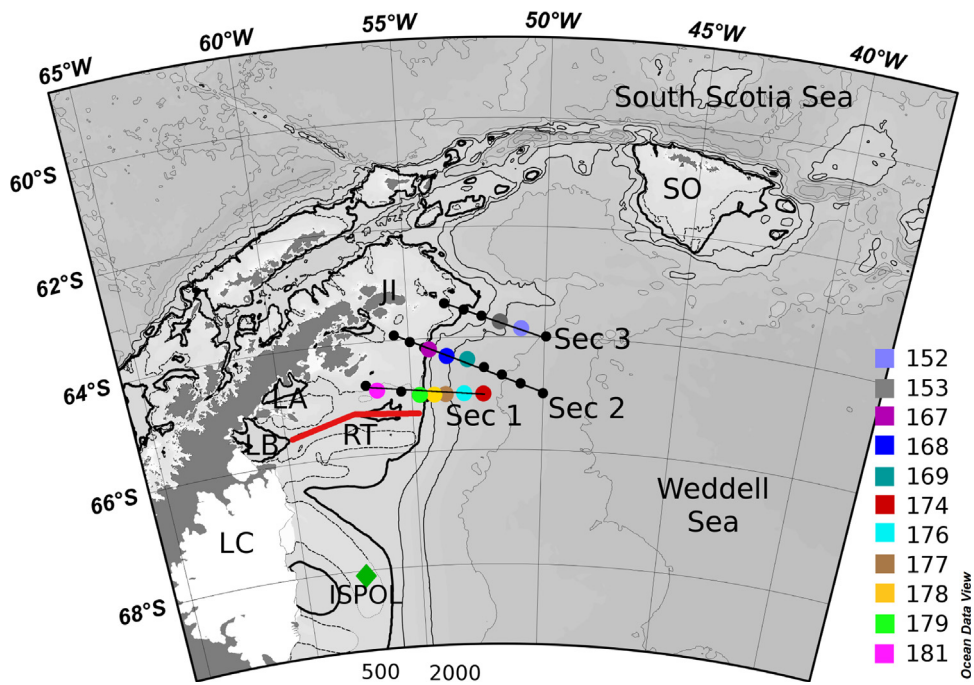 65°W
60°W
55°W
50°W
45°W
40°W
South Scotia Sea
60°S
SO
62°S
JI
Sec 3
152
153
64°S
LA
Sec 1
Sec 2
167
LB
RT
168
169
66°S
Weddell
Sea
174
LC
176
177
68°S
ISPOL
178
179
181
500
2000
Ocean Data View